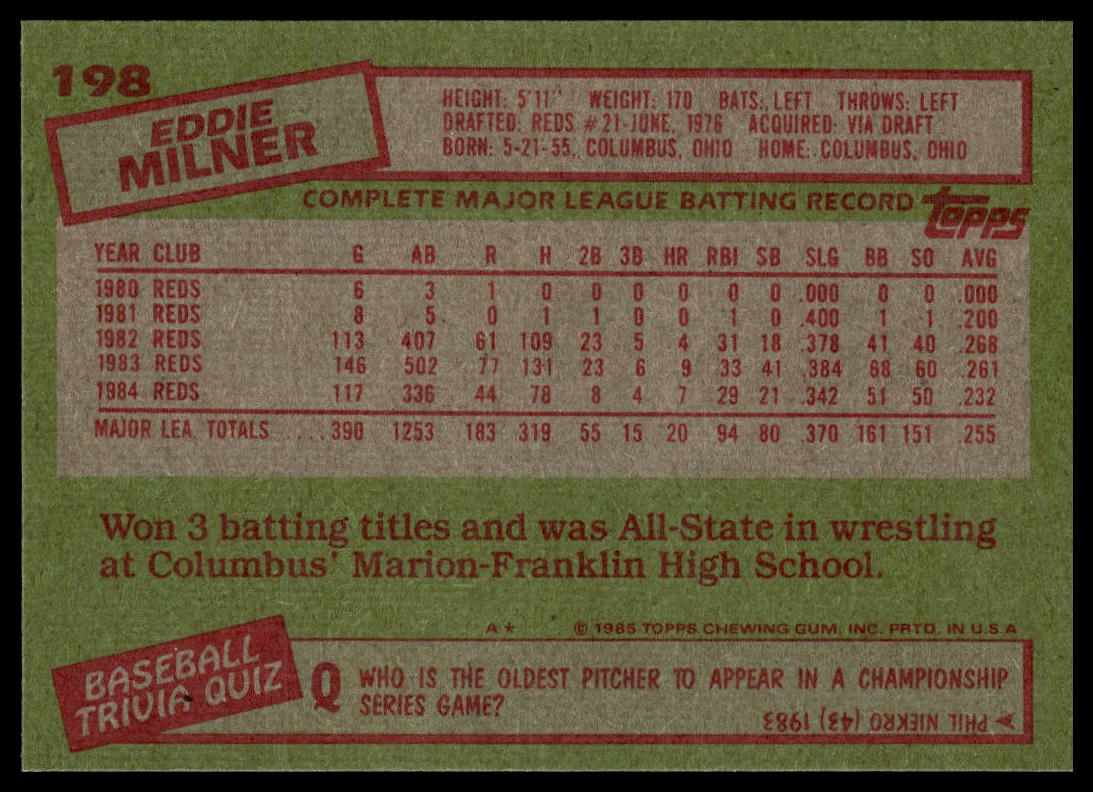 198
EDDIE
MILNER
HEIGHT: 5'11" WEIGHT: 170 BATS: LEFT THROWS: LEFT
DRAFTED: REDS #21-JUNE, 1976 ACQUIRED: VIA DRAFT
BORN: 5-21-55, COLUMBUS, OHIO HOME: COLUMBUS, OHIO
COMPLETE MAJOR LEAGUE BATTING RECORD topps
YEAR CLUB G AB R H 2B 3B HR RBI SB SLG BB SO AVG
1980 REDS 6 3 1 0 0 0 0 0 0 .000 0 0 .000
1981 REDS 8 5 0 1 1 0 0 1 0 .400 1 1 .200
1982 REDS 113 407 61 109 23 5 4 31 18 .378 41 40 .268
1983 REDS 146 502 77 131 23 6 9 33 41 .384 68 60 .261
1984 REDS 117 336 44 78 8 4 7 29 21 .342 51 50 .232
MAJOR LEA. TOTALS ....390 1253 183 319 55 15 20 94 80 .370 161 151 .255
Won 3 batting titles and was All-State in wrestling
at Columbus' Marion-Franklin High School.
A* © 1985 TOPPS CHEWING GUM, INC. PRTD. IN U.S.A
BASEBALL
TRIVIA QUIZ
Q WHO IS THE OLDEST PITCHER TO APPEAR IN A CHAMPIONSHIP
SERIES GAME?
PHIL NIEKRO (43) 1983